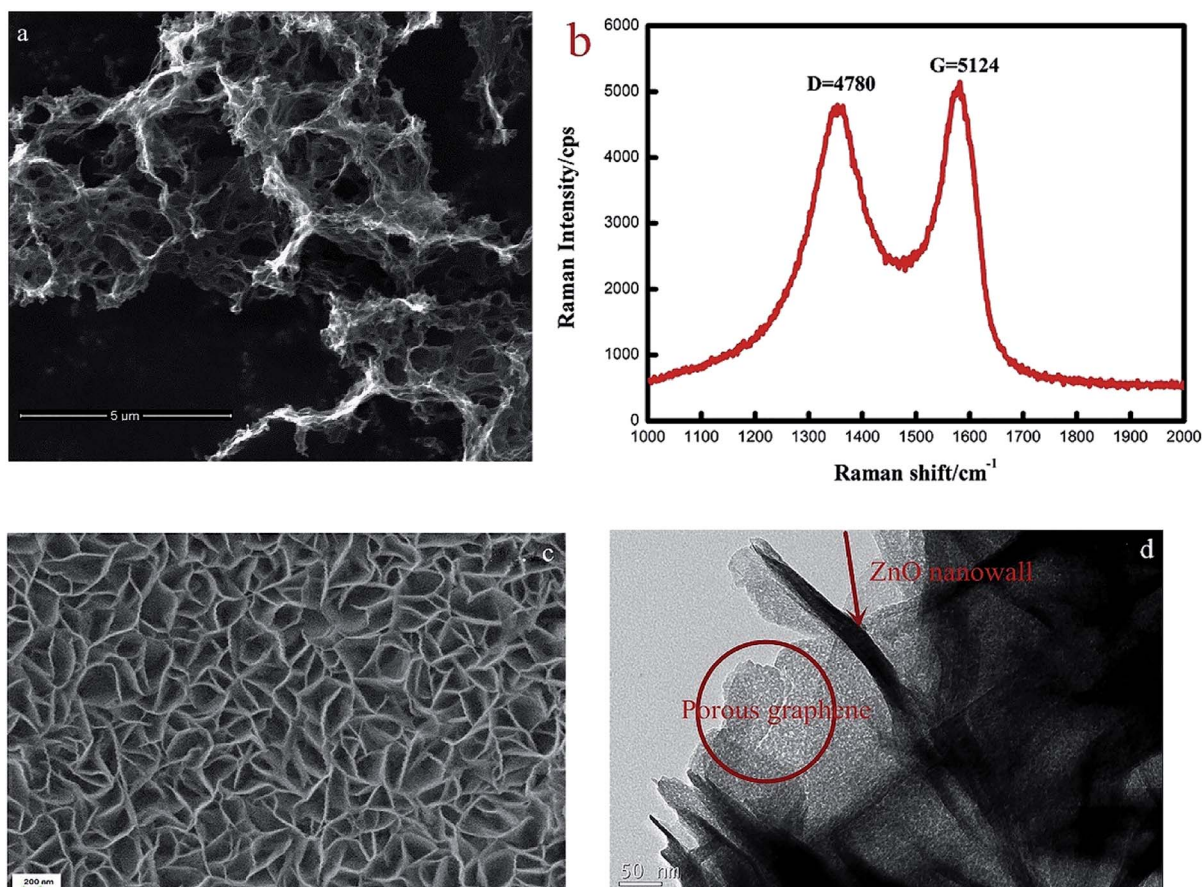 a
5 µm
b
6000
5000
4000
3000
2000
1000
0
Raman Intensity/cps
D=4780
G=5124
1000 1100 1200 1300 1400 1500 1600 1700 1800 1900 2000
Raman shift/cm⁻¹
c
200 nm
d
ZnO nanowall
Porous graphene
50 nm